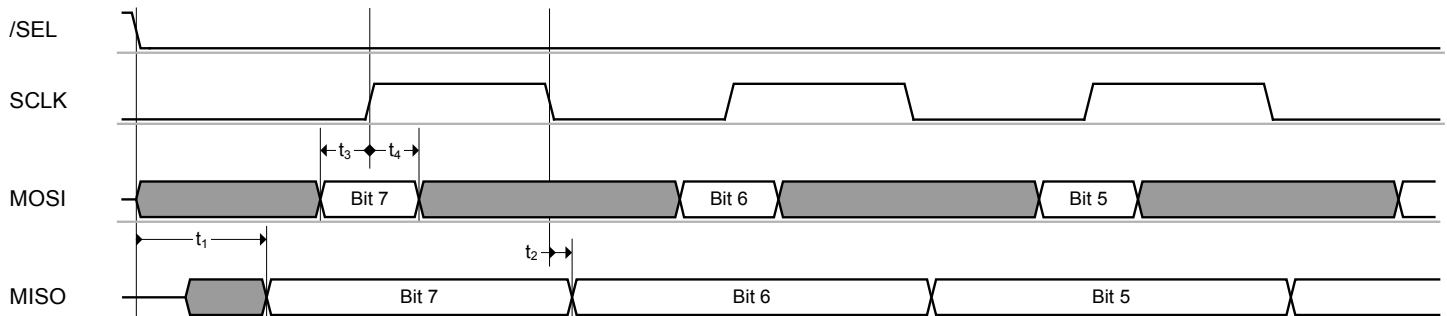 /SEL
SCLK
t₃ t₄
MOSI Bit 7 Bit 6 Bit 5
t₁
t₂
MISO Bit 7 Bit 6 Bit 5